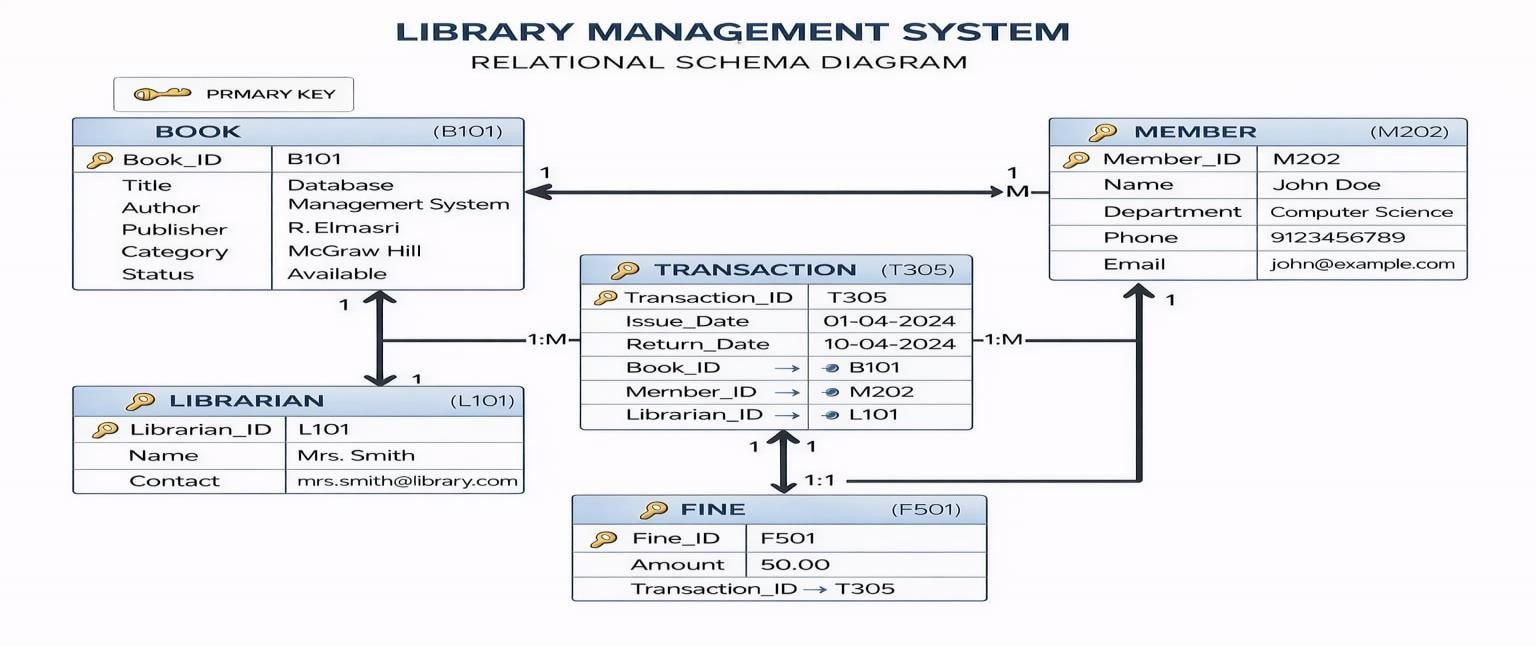 LIBRARY MANAGEMENT SYSTEM
RELATIONAL SCHEMA DIAGRAM
PRMARY KEY
BOOK (B101)
Book_ID B101
Title Database
Author Managemert System
Publisher R. Elmasri
Category McGraw Hill
Status Available
1
1
M
MEMBER (M202)
Member_ID M202
Name John Doe
Department Computer Science
Phone 9123456789
Email john@example.com
TRANSACTION (T305)
Transaction_ID T305
Issue_Date 01-04-2024
Return_Date 10-04-2024
Book_ID → B101
Mernber_ID → M202
Librarian_ID → L101
1
1:M
1:M
1
1
LIBRARIAN (L101)
Librarian_ID L101
Name Mrs. Smith
Contact mrs.smith@library.com
1 1
1:1
FINE (F501)
Fine_ID F501
Amount 50.00
Transaction_ID → T305